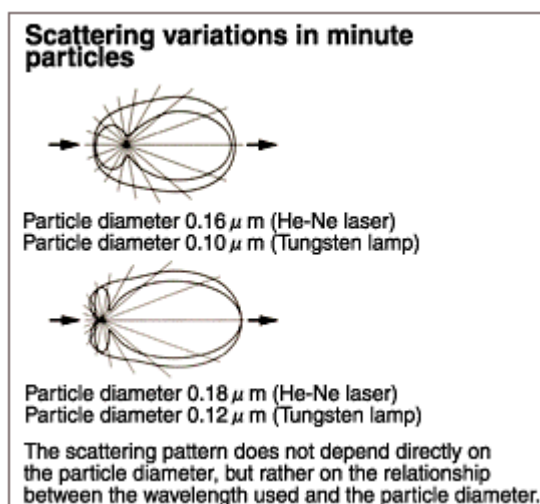 Scattering variations in minute
particles
Particle diameter 0.16 μ m (He-Ne laser)
Particle diameter 0.10 μ m (Tungsten lamp)
Particle diameter 0.18 μ m (He-Ne laser)
Particle diameter 0.12 μ m (Tungsten lamp)
The scattering pattern does not depend directly on
the particle diameter, but rather on the relationship
between the wavelength used and the particle diameter.